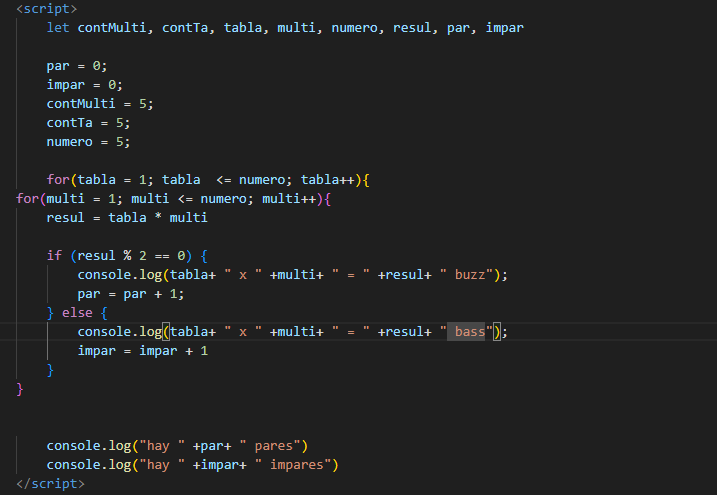 <script>
let contMulti, contTa, tabla, multi, numero, resul, par, impar
par = 0;
impar = 0;
contMulti = 5;
contTa = 5;
numero = 5;
for(tabla = 1; tabla  <= numero; tabla++){
for(multi = 1; multi <= numero; multi++){
resul = tabla * multi
if (resul % 2 == 0) {
console.log(tabla+ " x " +multi+ " = " +resul+ " buzz");
par = par + 1;
} else {
console.log(tabla+ " x " +multi+ " = " +resul+ " bass");
impar = impar + 1
}
}
console.log("hay " +par+ " pares")
console.log("hay " +impar+ " impares")
</script>